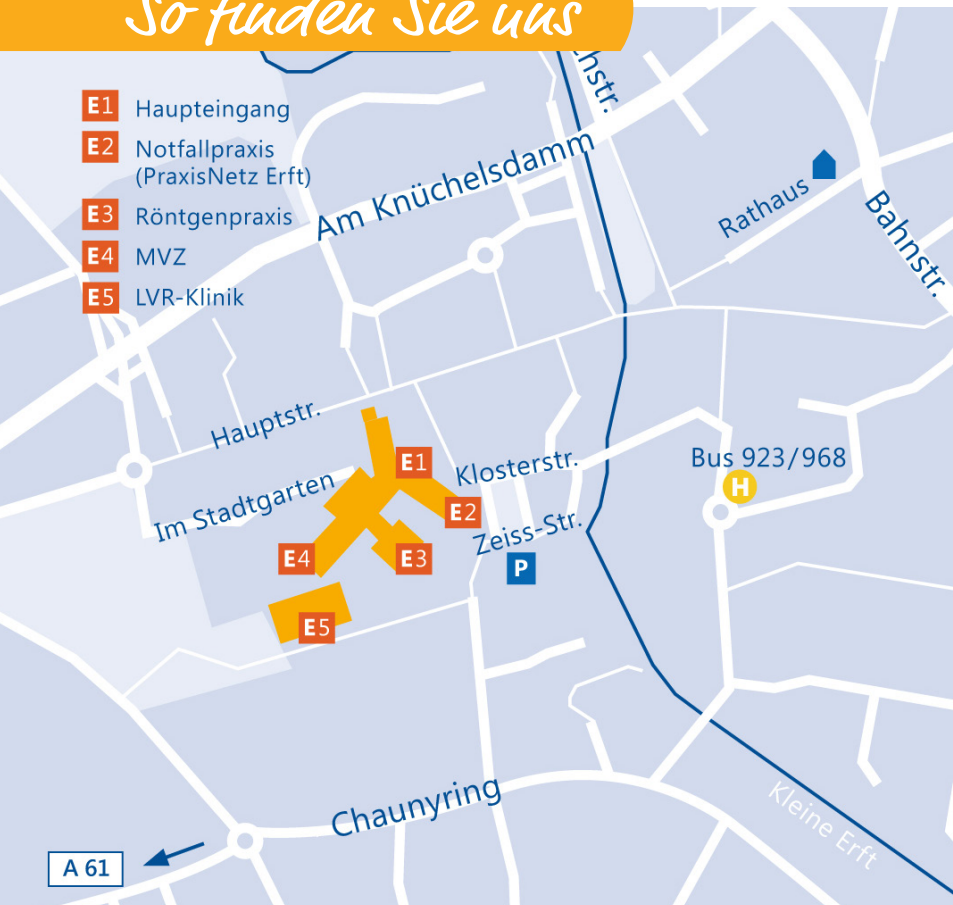 So finden Sie uns
E1 Haupteingang
E2 Notfallpraxis
(PraxisNetz Erft)
E3 Röntgenpraxis
E4 MVZ
E5 LVR-Klinik
Am Knüchelsdamm
Rathaus
Bahnstr.
Hauptstr.
Im Stadtgarten
Klosterstr.
Zeiss-Str.
Bus 923/968
H
E1
E2
E3
E4
E5
P
Chaunyring
Kleine Erft
A 61